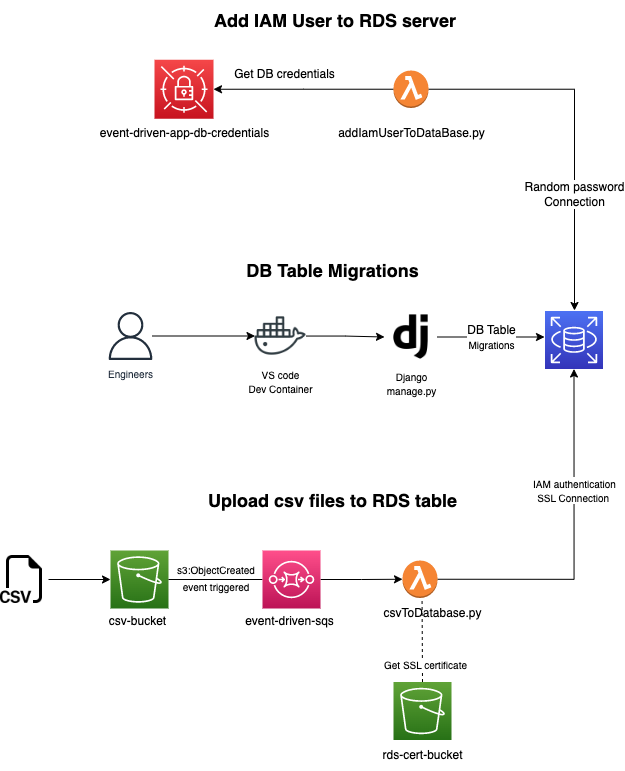 Add IAM User to RDS server
Get DB credentials
event-driven-app-db-credentials
addIamUserToDataBase.py
Random password
Connection
DB Table Migrations
dj
DB Table
Migrations
Engineers
VS code
Dev Container
Django
manage.py
IAM authentication
SSL Connection
Upload csv files to RDS table
CSV
s3:ObjectCreated
event triggered
csv-bucket
event-driven-sqs
csvToDatabase.py
Get SSL certificate
rds-cert-bucket